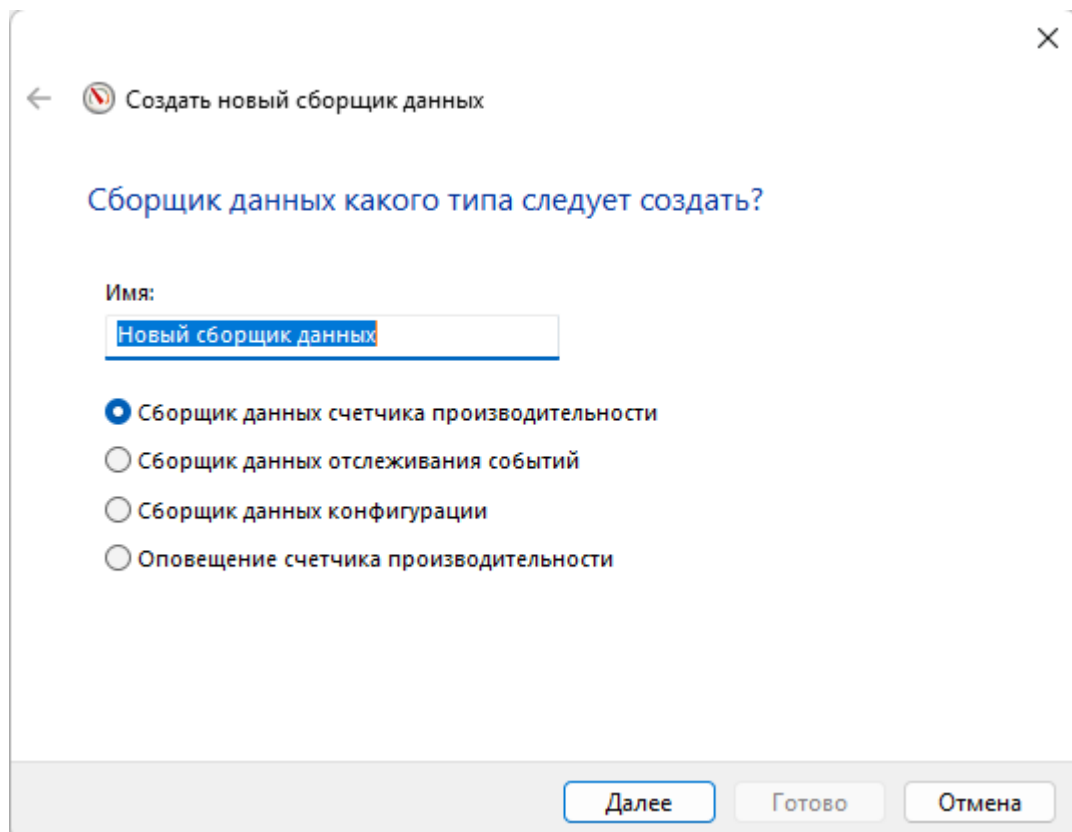 Создать новый сборщик данных
Сборщик данных какого типа следует создать?
Имя:
Новый сборщик данных
Сборщик данных счетчика производительности
Сборщик данных отслеживания событий
Сборщик данных конфигурации
Оповещение счетчика производительности
Далее Готово Отмена